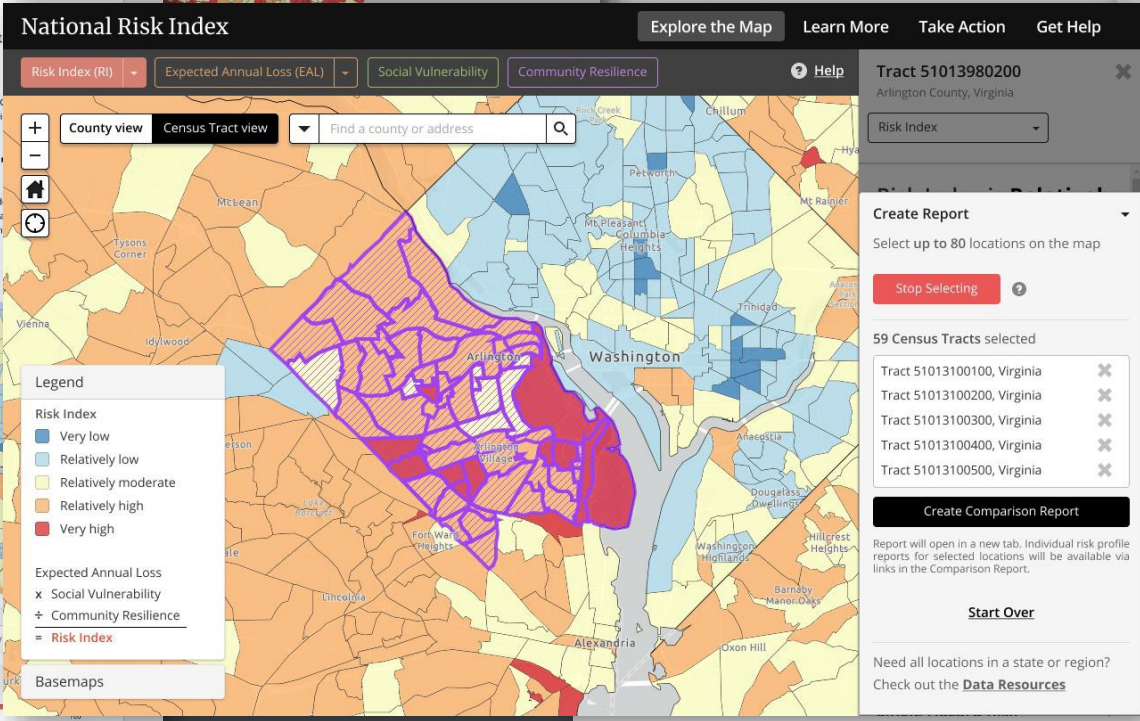 National Risk Index
Explore the Map
Learn More
Take Action
Get Help
Risk Index (RI)
Expected Annual Loss (EAL)
Social Vulnerability
Community Resilience
? Help
Tract 51013980200
Arlington County, Virginia
Risk Index
County view
Census Tract view
Find a county or address
Rock Creek
Chillum
Petworth
Mt Rainier
McLean
Mt Pleasant
Columbia
Heights
Tysons
Corner
Trinidad
Vienna
Idylwood
Arlington
Washington
Arlington
Village
Anacostia
Douglass
Dwellings
Fort Ward
Heights
Washington
Highlands
Hillcrest
Heights
Lincolnia
Barnaby
Manor Oaks
Alexandria
Oxon Hill
Legend
Risk Index
Very low
Relatively low
Relatively moderate
Relatively high
Very high
Expected Annual Loss
x Social Vulnerability
÷ Community Resilience
= Risk Index
Basemaps
Create Report
Select up to 80 locations on the map
Stop Selecting
?
59 Census Tracts selected
Tract 51013100100, Virginia
Tract 51013100200, Virginia
Tract 51013100300, Virginia
Tract 51013100400, Virginia
Tract 51013100500, Virginia
Create Comparison Report
Report will open in a new tab. Individual risk profile
reports for selected locations will be available via
links in the Comparison Report.
Start Over
Need all locations in a state or region?
Check out the Data Resources